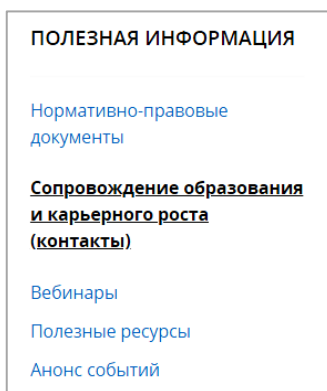 ПОЛЕЗНАЯ ИНФОРМАЦИЯ
Нормативно-правовые
документы
Сопровождение образования
и карьерного роста
(контакты)
Вебинары
Полезные ресурсы
Анонс событий